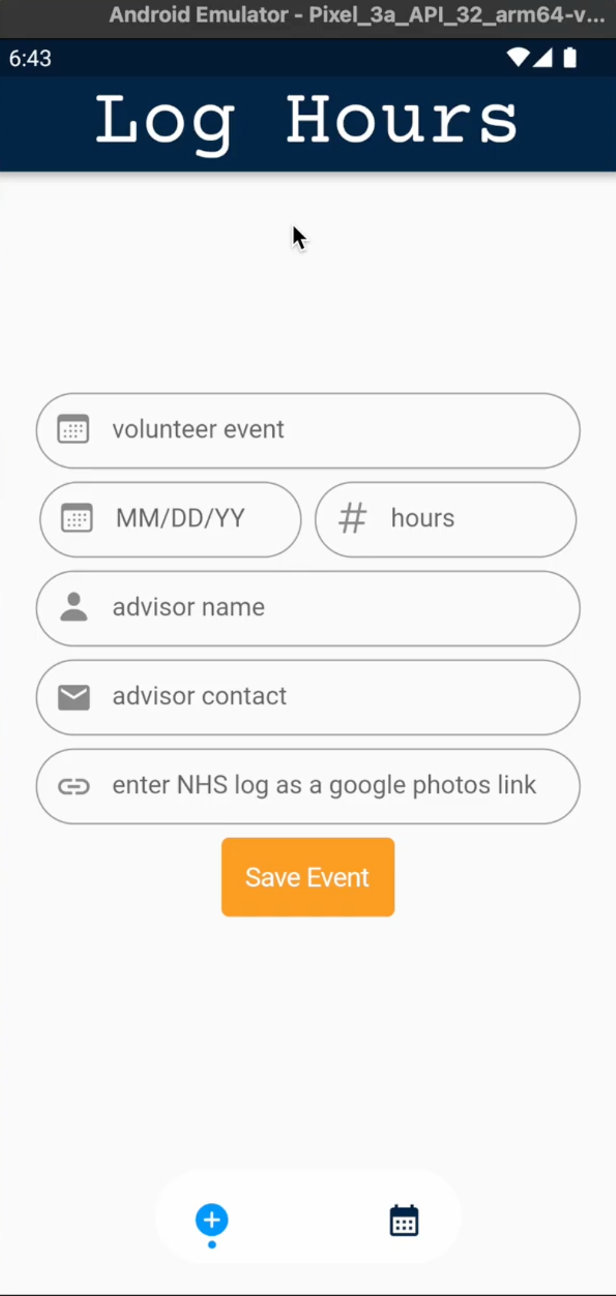 Android Emulator - Pixel_3a_API_32_arm64-v...
6:43
Log Hours
volunteer event
MM/DD/YY
# hours
advisor name
advisor contact
enter NHS log as a google photos link
Save Event